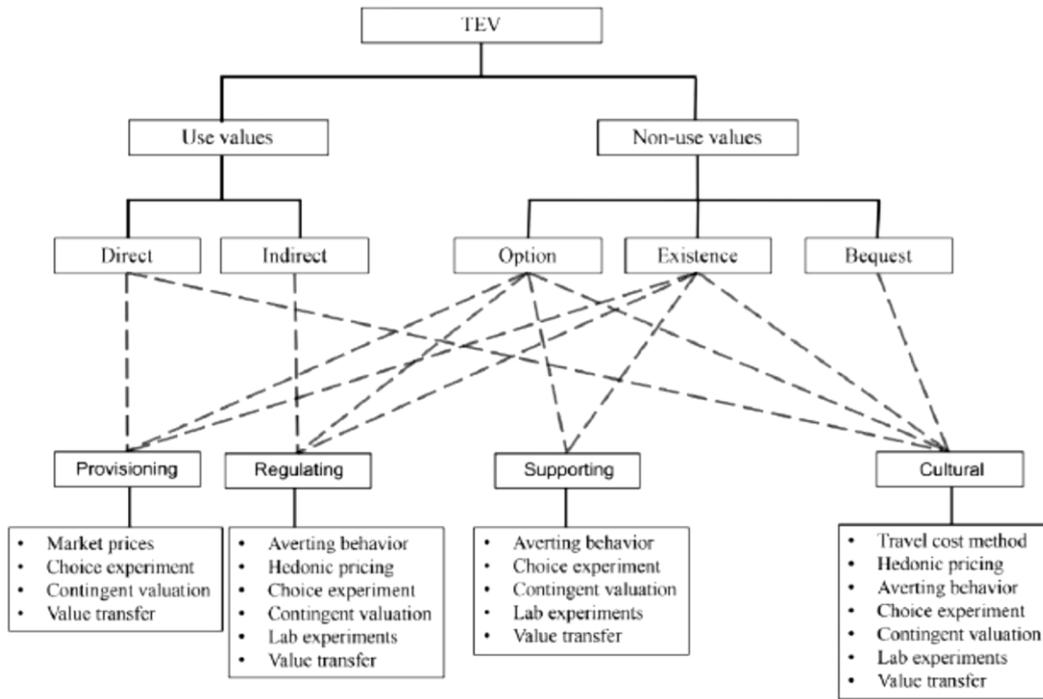 TEV
Use values
Non-use values
Direct
Indirect
Option
Existence
Bequest
Provisioning
Regulating
Supporting
Cultural
• Market prices
• Choice experiment
• Contingent valuation
• Value transfer
• Averting behavior
• Hedonic pricing
• Choice experiment
• Contingent valuation
• Lab experiments
• Value transfer
• Averting behavior
• Choice experiment
• Contingent valuation
• Lab experiments
• Value transfer
• Travel cost method
• Hedonic pricing
• Averting behavior
• Choice experiment
• Contingent valuation
• Lab experiments
• Value transfer